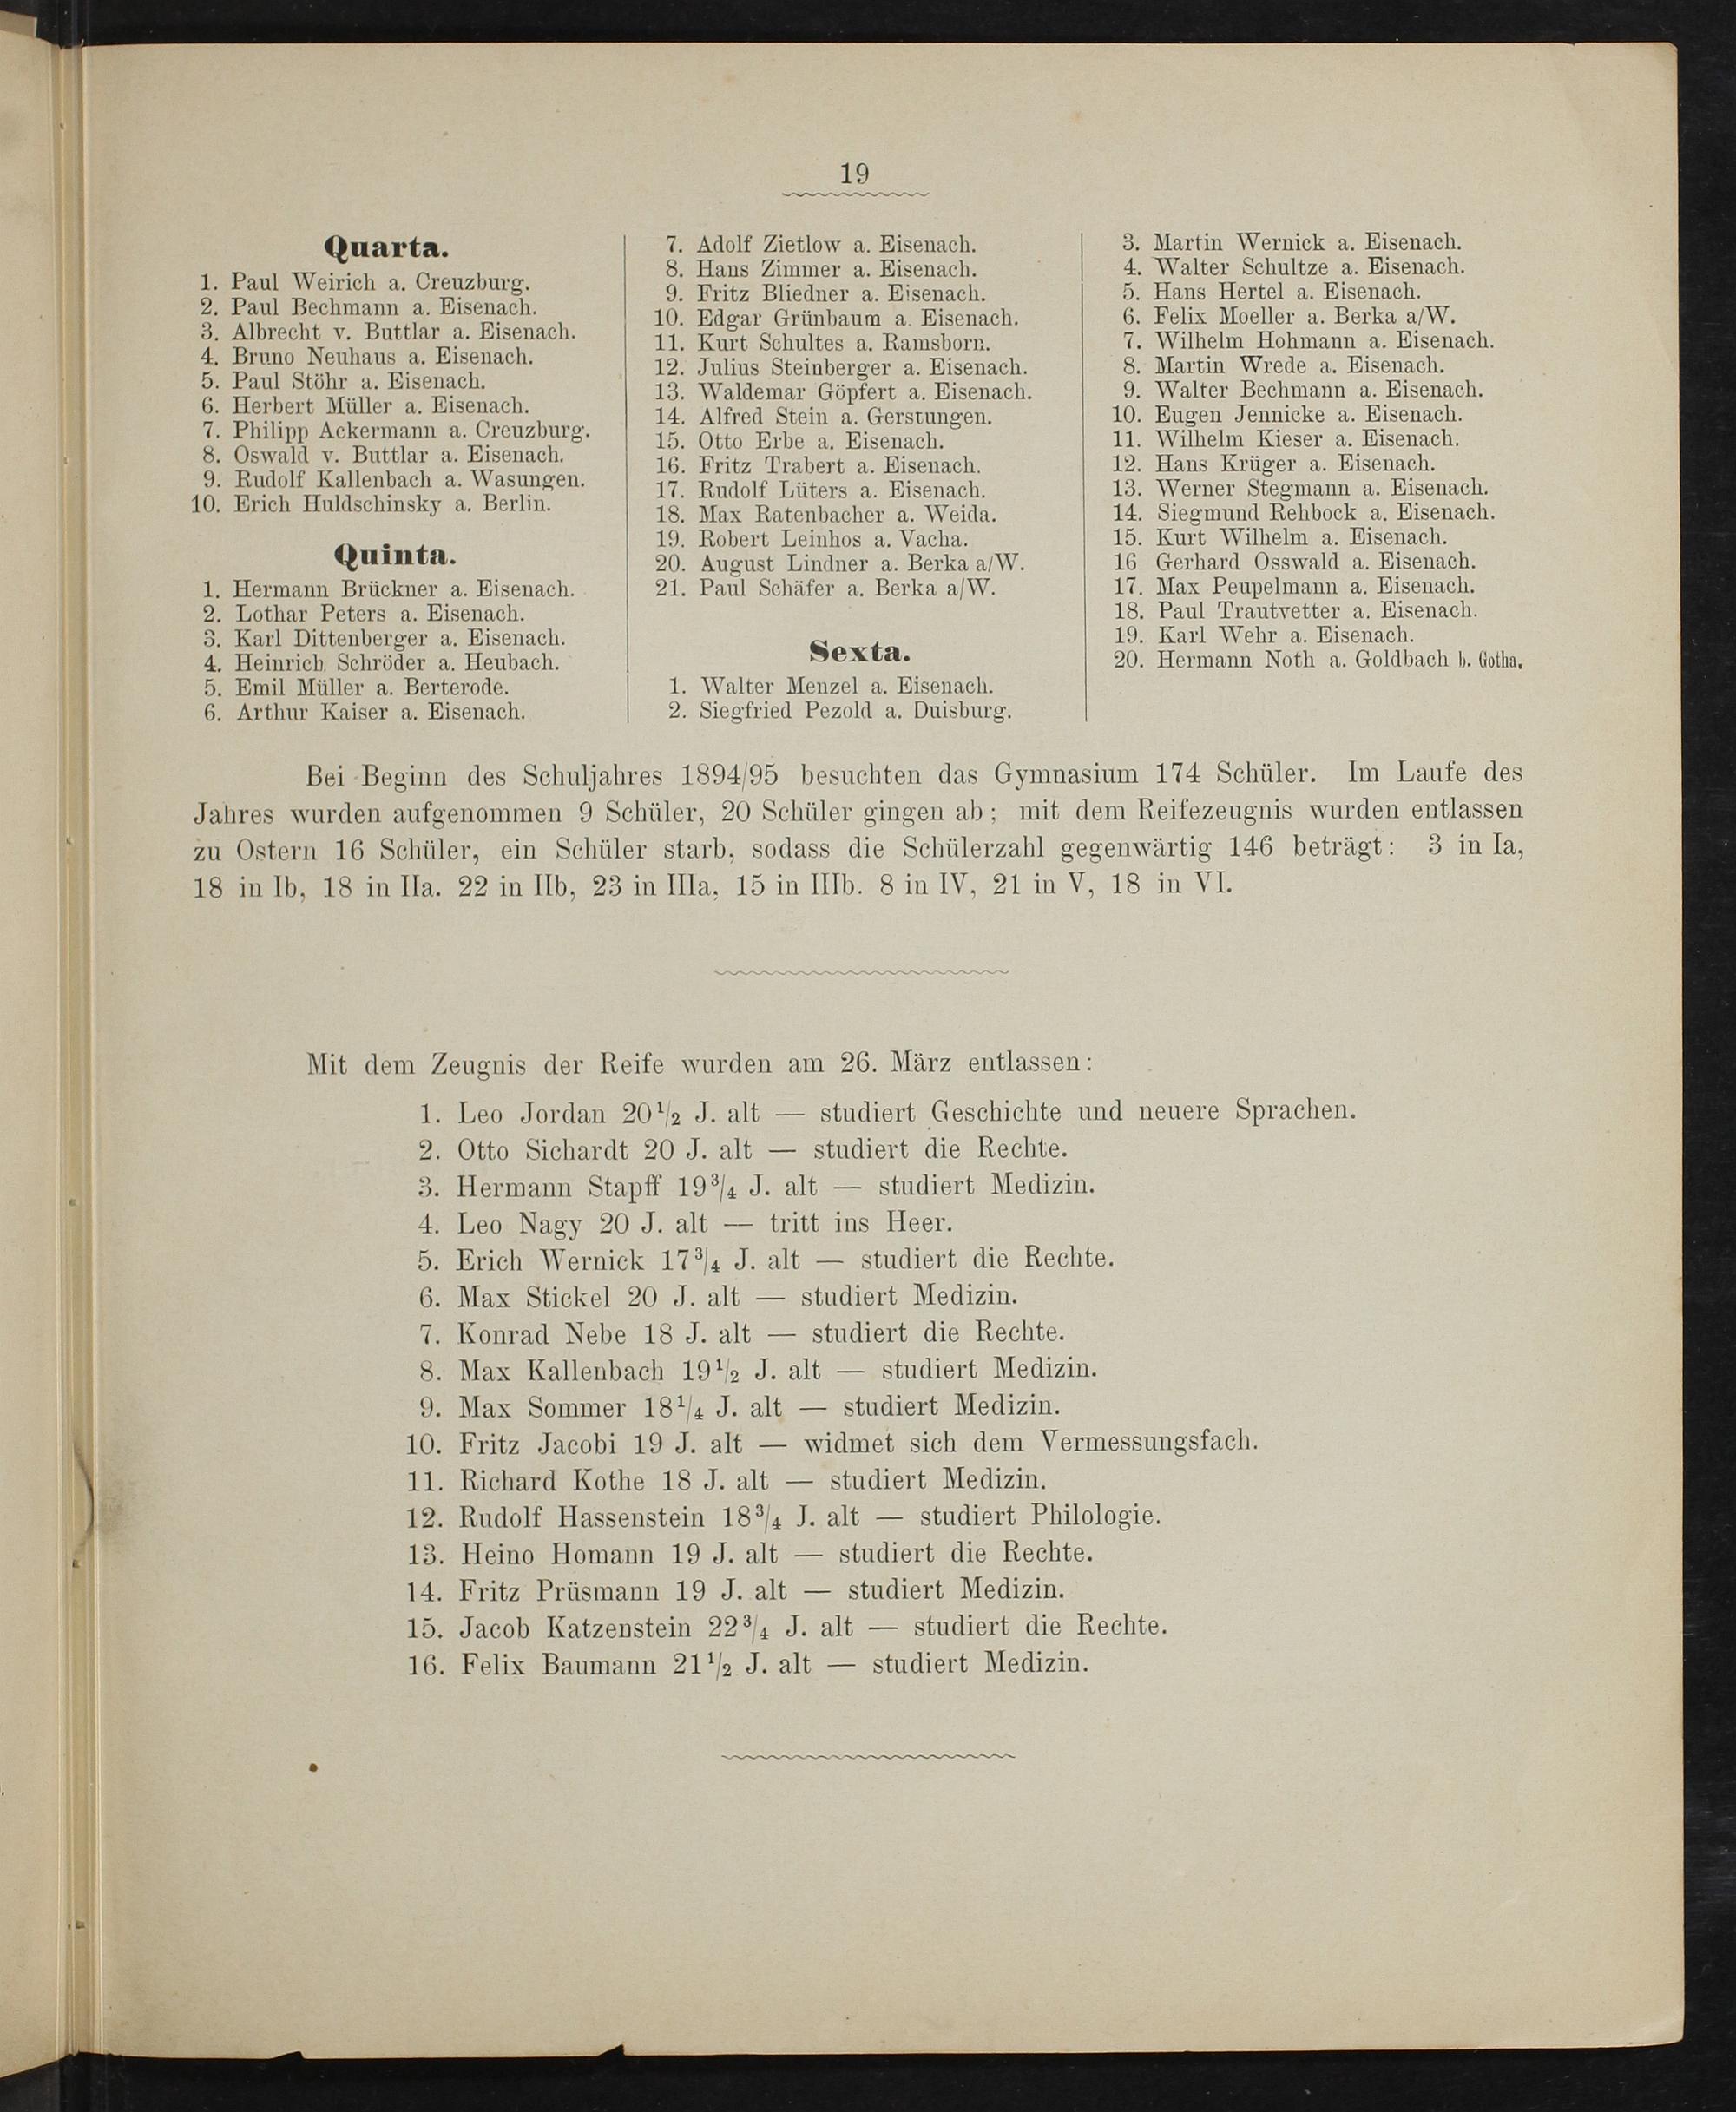 19
Quarta.
1. Paul Weirich a. Creuzburg.
2. Paul Bechmann a. Eisenach.
3. Albrecht v. Buttlar a. Eisenach.
4. Bruno Neuhaus a. Eisenach.
5. Paul Stöhr a. Eisenach.
6. Herbert Müller a. Eisenach.
7. Philipp Ackermann a. Creuzburg.
8. Oswald v. Buttlar a. Eisenach.
9. Rudolf Kallenbach a. Wasungen.
10. Erich Huldschinsky a. Berlin.
Quinta.
1. Hermann Brückner a. Eisenach.
2. Lothar Peters a. Eisenach.
3. Karl Dittenberger a. Eisenach.
4. Heinrich Schröder a. Heubach.
5. Emil Müller a. Berterode.
6. Arthur Kaiser a. Eisenach.
7. Adolf Zietlow a. Eisenach.
8. Hans Zimmer a. Eisenach.
9. Fritz Bliedner a. Eisenach.
10. Edgar Grünbaum a. Eisenach.
11. Kurt Schultes a. Ramsborn.
12. Julius Steinberger a. Eisenach.
13. Waldemar Göpfert a. Eisenach.
14. Alfred Stein a. Gerstungen.
15. Otto Erbe a. Eisenach.
16. Fritz Trabert a. Eisenach.
17. Rudolf Lüters a. Eisenach.
18. Max Ratenbacher a. Weida.
19. Robert Leinhos a. Vacha.
20. August Lindner a. Berka a/W.
21. Paul Schäfer a. Berka a/W.
Sexta.
1. Walter Menzel a. Eisenach.
2. Siegfried Pezold a. Duisburg.
3. Martin Wernick a. Eisenach.
4. Walter Schultze a. Eisenach.
5. Hans Hertel a. Eisenach.
6. Felix Moeller a. Berka a/W.
7. Wilhelm Hohmann a. Eisenach.
8. Martin Wrede a. Eisenach.
9. Walter Bechmann a. Eisenach.
10. Eugen Jennicke a. Eisenach.
11. Wilhelm Kieser a. Eisenach.
12. Hans Krüger a. Eisenach.
13. Werner Stegmann a. Eisenach.
14. Siegmund Rehbock a. Eisenach.
15. Kurt Wilhelm a. Eisenach.
16 Gerhard Osswald a. Eisenach.
17. Max Peupelmann a. Eisenach.
18. Paul Trautvetter a. Eisenach.
19. Karl Wehr a. Eisenach.
20. Hermann Noth a. Goldbach b. Gotha.
Bei Beginn des Schuljahres 1894/95 besuchten das Gymnasium 174 Schüler. Im Laufe des
Jahres wurden aufgenommen 9 Schüler, 20 Schüler gingen ab; mit dem Reifezeugnis wurden entlassen
zu Ostern 16 Schüler, ein Schüler starb, sodass die Schülerzahl gegenwärtig 146 beträgt: 3 in Ia,
18 in Ib, 18 in IIa. 22 in IIb, 23 in IIIa, 15 in IIIb. 8 in IV, 21 in V, 18 in VI.
Mit dem Zeugnis der Reife wurden am 26. März entlassen:
1. Leo Jordan 20 1/2 J. alt — studiert Geschichte und neuere Sprachen.
2. Otto Sichardt 20 J. alt — studiert die Rechte.
3. Hermann Stapff 19 3/4 J. alt — studiert Medizin.
4. Leo Nagy 20 J. alt — tritt ins Heer.
5. Erich Wernick 17 3/4 J. alt — studiert die Rechte.
6. Max Stickel 20 J. alt — studiert Medizin.
7. Konrad Nebe 18 J. alt — studiert die Rechte.
8. Max Kallenbach 19 1/2 J. alt — studiert Medizin.
9. Max Sommer 18 1/4 J. alt — studiert Medizin.
10. Fritz Jacobi 19 J. alt — widmet sich dem Vermessungsfach.
11. Richard Kothe 18 J. alt — studiert Medizin.
12. Rudolf Hassenstein 18 3/4 J. alt — studiert Philologie.
13. Heino Homann 19 J. alt — studiert die Rechte.
14. Fritz Prüsmann 19 J. alt — studiert Medizin.
15. Jacob Katzenstein 22 3/4 J. alt — studiert die Rechte.
16. Felix Baumann 21 1/2 J. alt — studiert Medizin.